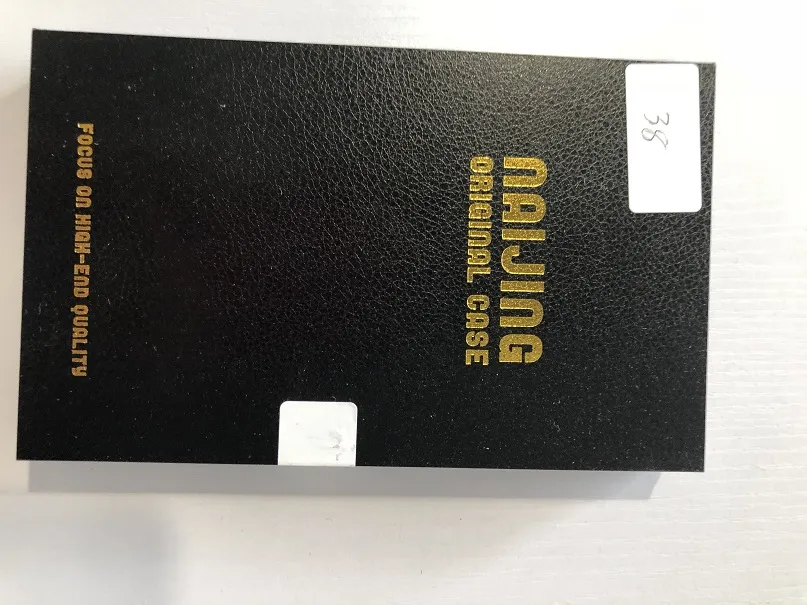 38
NAIJING
ORIGINAL CASE
FOCUS ON HIGH-END QUALITY